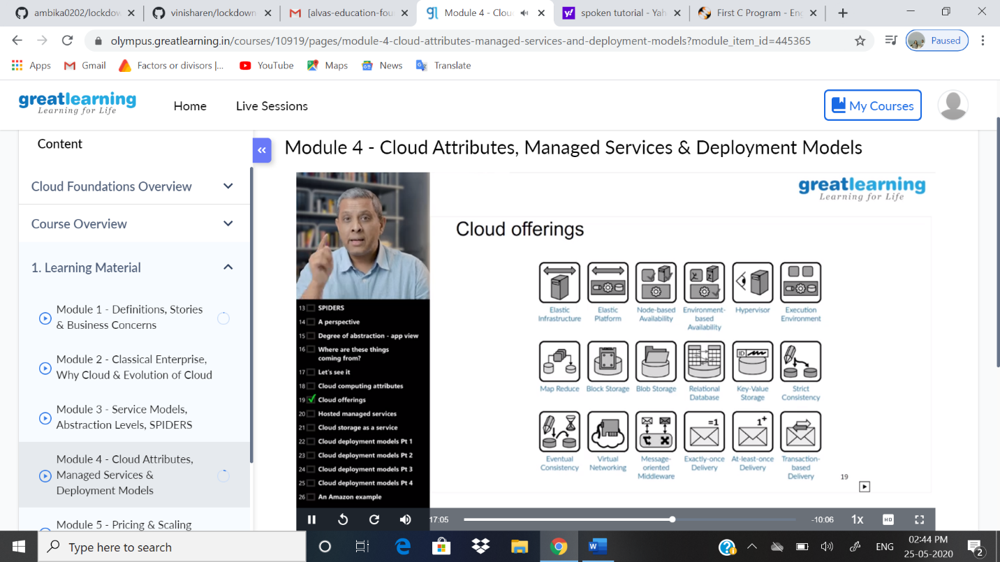 ambika0202/lockdow
vinisharen/lockdown
[alvas-education-fou
Module 4 - Clou
spoken tutorial - Yah
First C Program - Eng
olympus.greatlearning.in/courses/10919/pages/module-4-cloud-attributes-managed-services-and-deployment-models?module_item_id=445365
Paused
Apps
Gmail
Factors or divisors |...
YouTube
Maps
News
Translate
greatlearning
Learning for Life
Home
Live Sessions
My Courses
Content
Cloud Foundations Overview
Course Overview
1. Learning Material
Module 1 - Definitions, Stories
& Business Concerns
Module 2 - Classical Enterprise,
Why Cloud & Evolution of Cloud
Module 3 - Service Models,
Abstraction Levels, SPIDERS
Module 4 - Cloud Attributes,
Managed Services &
Deployment Models
Module 5 - Pricing & Scaling
Module 4 - Cloud Attributes, Managed Services & Deployment Models
greatlearning
Learning for Life
13 SPIDERS
14 A perspective
15 Degree of abstraction - app view
16 Where are these things
coming from?
17 Let's see it
18 Cloud computing attributes
19 Cloud offerings
20 Hosted managed services
21 Cloud storage as a service
22 Cloud deployment models Pt 1
23 Cloud deployment models Pt 2
24 Cloud deployment models Pt 3
25 Cloud deployment models Pt 4
26 An Amazon example
Cloud offerings
Elastic
Infrastructure
Elastic
Platform
Node-based
Availability
Environment-
based
Availability
Hypervisor
Execution
Environment
Map Reduce
Block Storage
Blob Storage
Relational
Database
ID
Key-Value
Storage
Strict
Consistency
Eventual
Consistency
Virtual
Networking
Message-
oriented
Middleware
=1
Exactly-once
Delivery
1+
At-least-once
Delivery
Transaction-
based
Delivery
19
17:05
-10:06
1x
HD
Type here to search
ENG
02:44 PM
25-05-2020
2